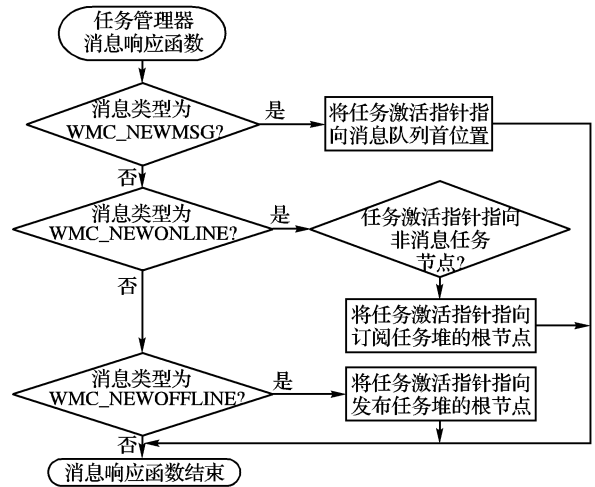 任务管理器
消息响应函数
消息类型为
WMC_NEWMSG?
是
将任务激活指针指
向消息队列首位置
否
消息类型为
WMC_NEWONLINE?
是
任务激活指针指向
非消息任务
节点?
否
将任务激活指针指向
订阅任务堆的根节点
消息类型为
WMC_NEWOFFLINE?
是
将任务激活指针指向
发布任务堆的根节点
否
消息响应函数结束